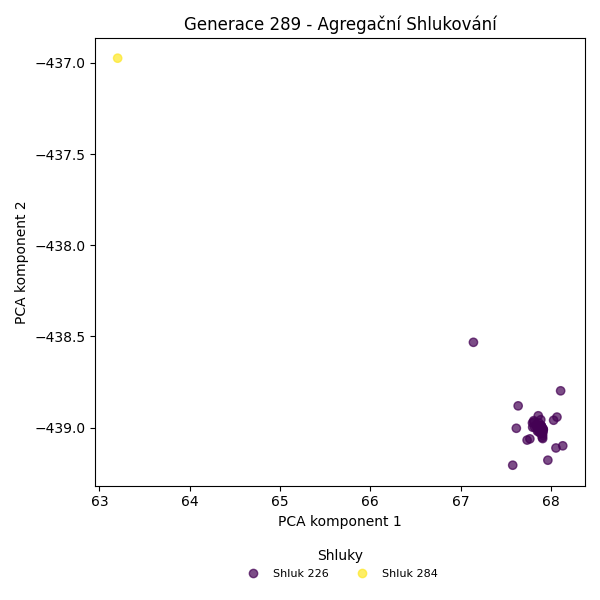 Generace 289 - Agregační Shlukování
−437.0
−437.5
−438.0
−438.5
−439.0
PCA komponent 2
63
64
65
66
67
68
PCA komponent 1
Shluky
Shluk 226
Shluk 284